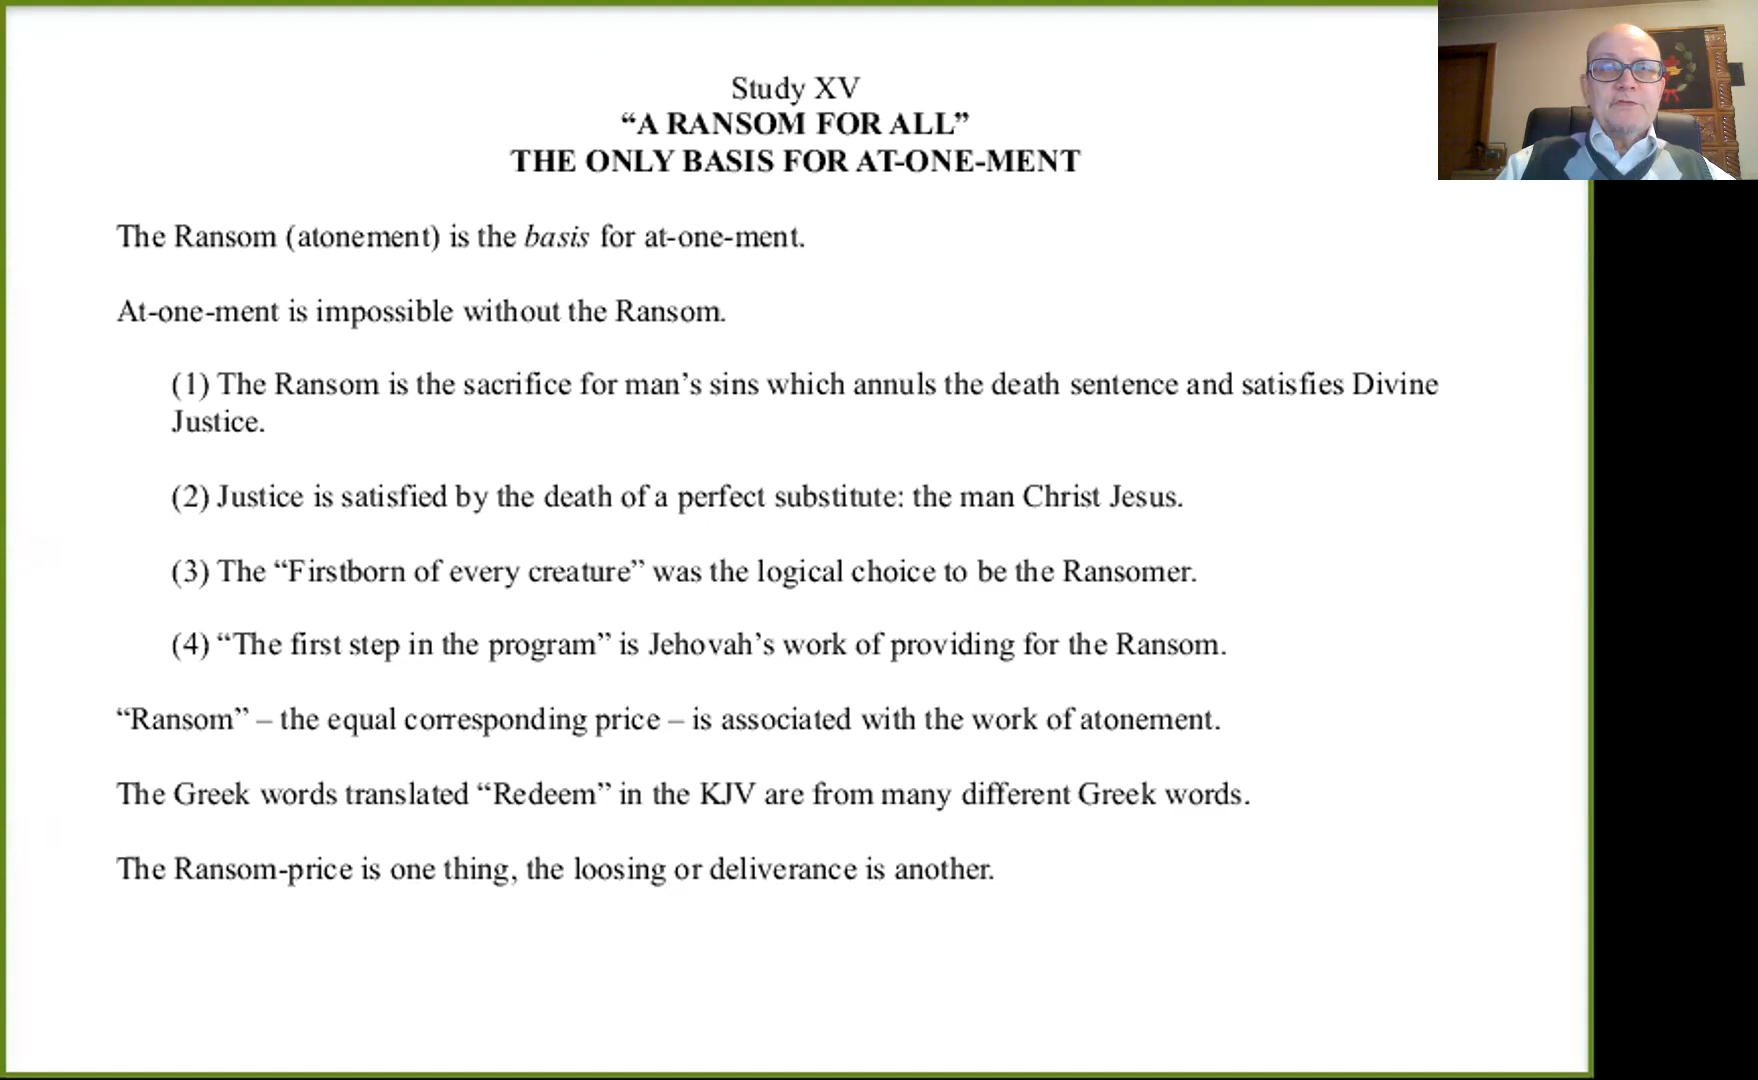 Study XV
“A RANSOM FOR ALL”
THE ONLY BASIS FOR AT-ONE-MENT
The Ransom (atonement) is the basis for at-one-ment.
At-one-ment is impossible without the Ransom.
(1) The Ransom is the sacrifice for man’s sins which annuls the death sentence and satisfies Divine
Justice.
(2) Justice is satisfied by the death of a perfect substitute: the man Christ Jesus.
(3) The “Firstborn of every creature” was the logical choice to be the Ransomer.
(4) “The first step in the program” is Jehovah’s work of providing for the Ransom.
“Ransom” – the equal corresponding price – is associated with the work of atonement.
The Greek words translated “Redeem” in the KJV are from many different Greek words.
The Ransom-price is one thing, the loosing or deliverance is another.